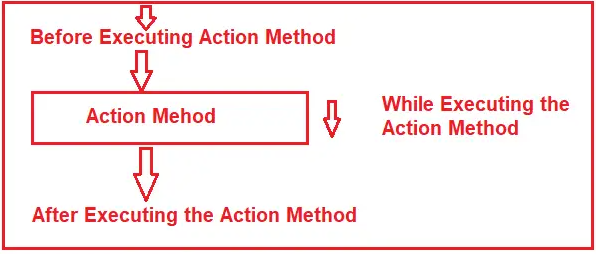 Before Executing Action Method
Action Mehod
While Executing the
Action Method
After Executing the Action Method